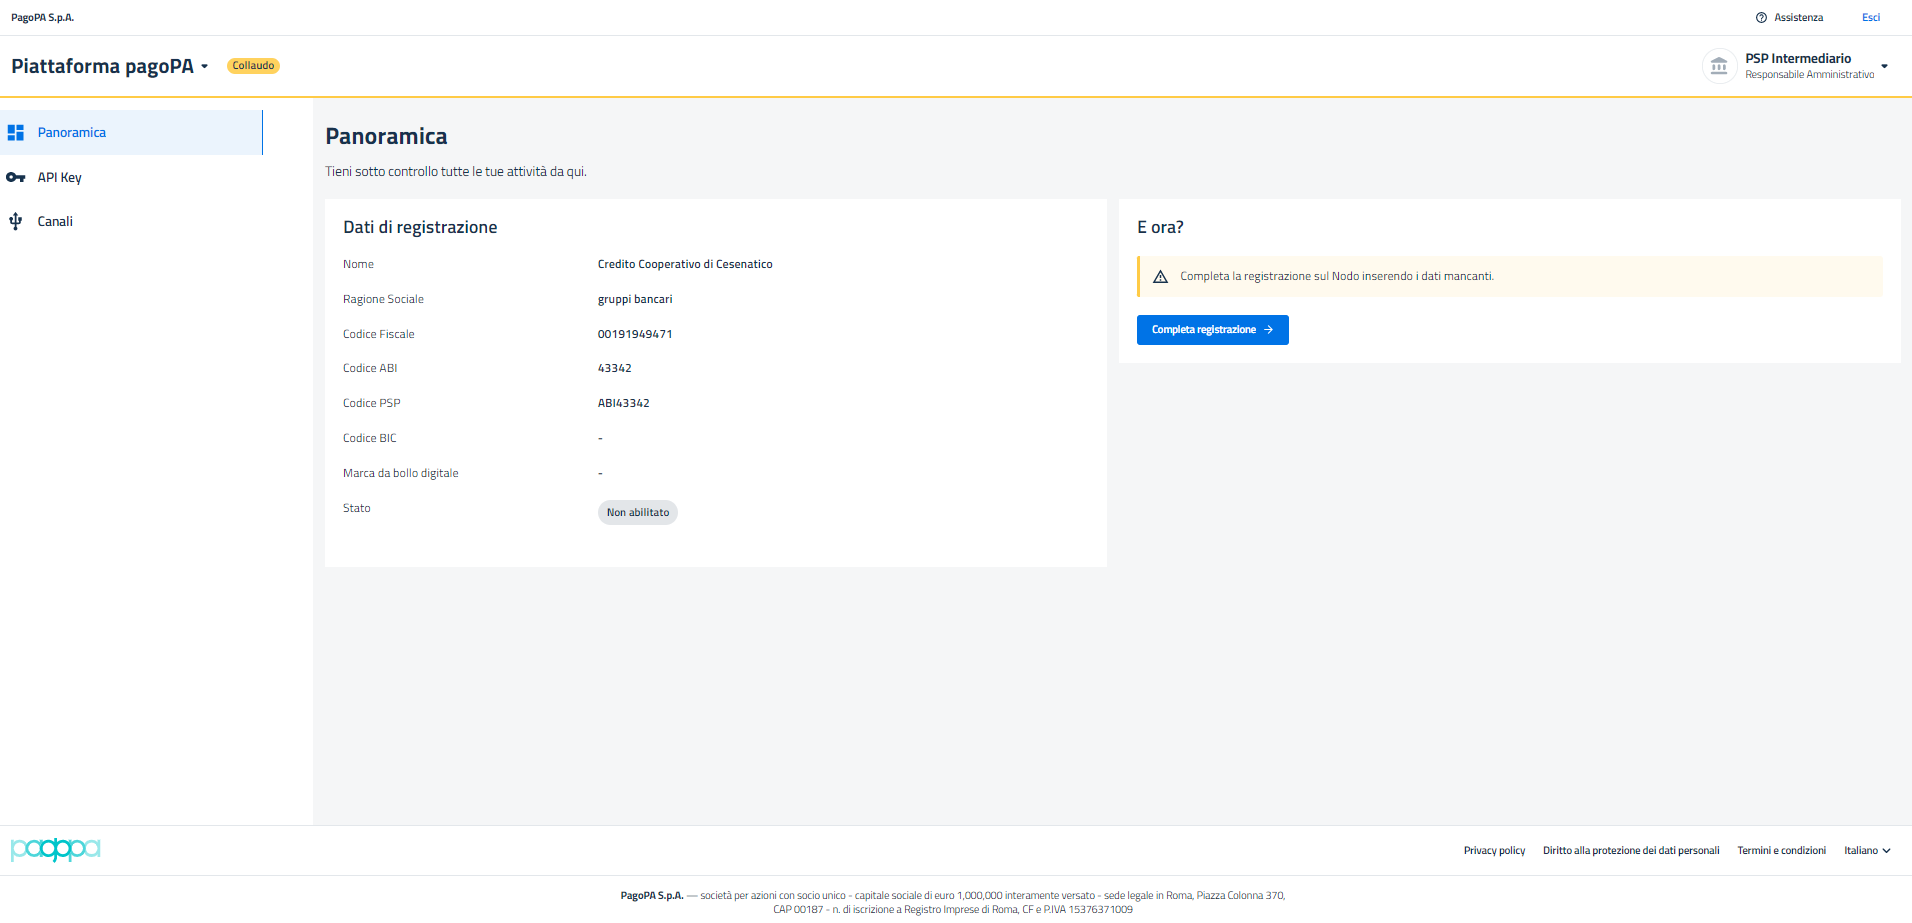 PagoPA S.p.A.
Assistenza
Esci
Piattaforma pagoPA
Collaudo
PSP Intermediario
Responsabile Amministrativo
Panoramica
API Key
Canali
Panoramica
Tieni sotto controllo tutte le tue attività da qui.
Dati di registrazione
Nome Credito Cooperativo di Cesenatico
Ragione Sociale gruppi bancari
Codice Fiscale 00191949471
Codice ABI 43342
Codice PSP ABI43342
Codice BIC -
Marca da bollo digitale -
Stato Non abilitato
E ora?
Completa la registrazione sul Nodo inserendo i dati mancanti.
Completa registrazione
pagopa
Privacy policy
Diritto alla protezione dei dati personali
Termini e condizioni
Italiano
PagoPA S.p.A. — società per azioni con socio unico - capitale sociale di euro 1,000,000 interamente versato - sede legale in Roma, Piazza Colonna 370,
CAP 00187 - n. di iscrizione a Registro Imprese di Roma, CF e P.IVA 15376371009